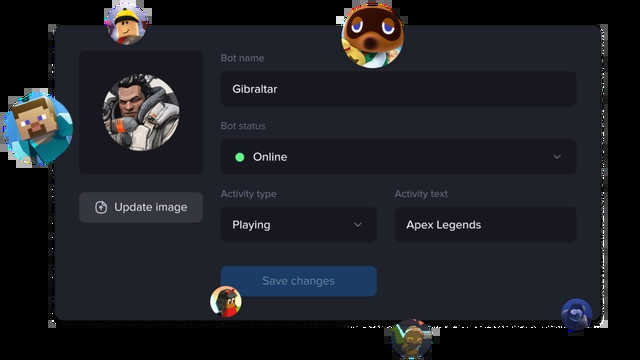 Bot name
Gibraltar
Bot status
Online
Update image
Activity type
Activity text
Playing
Apex Legends
Save changes